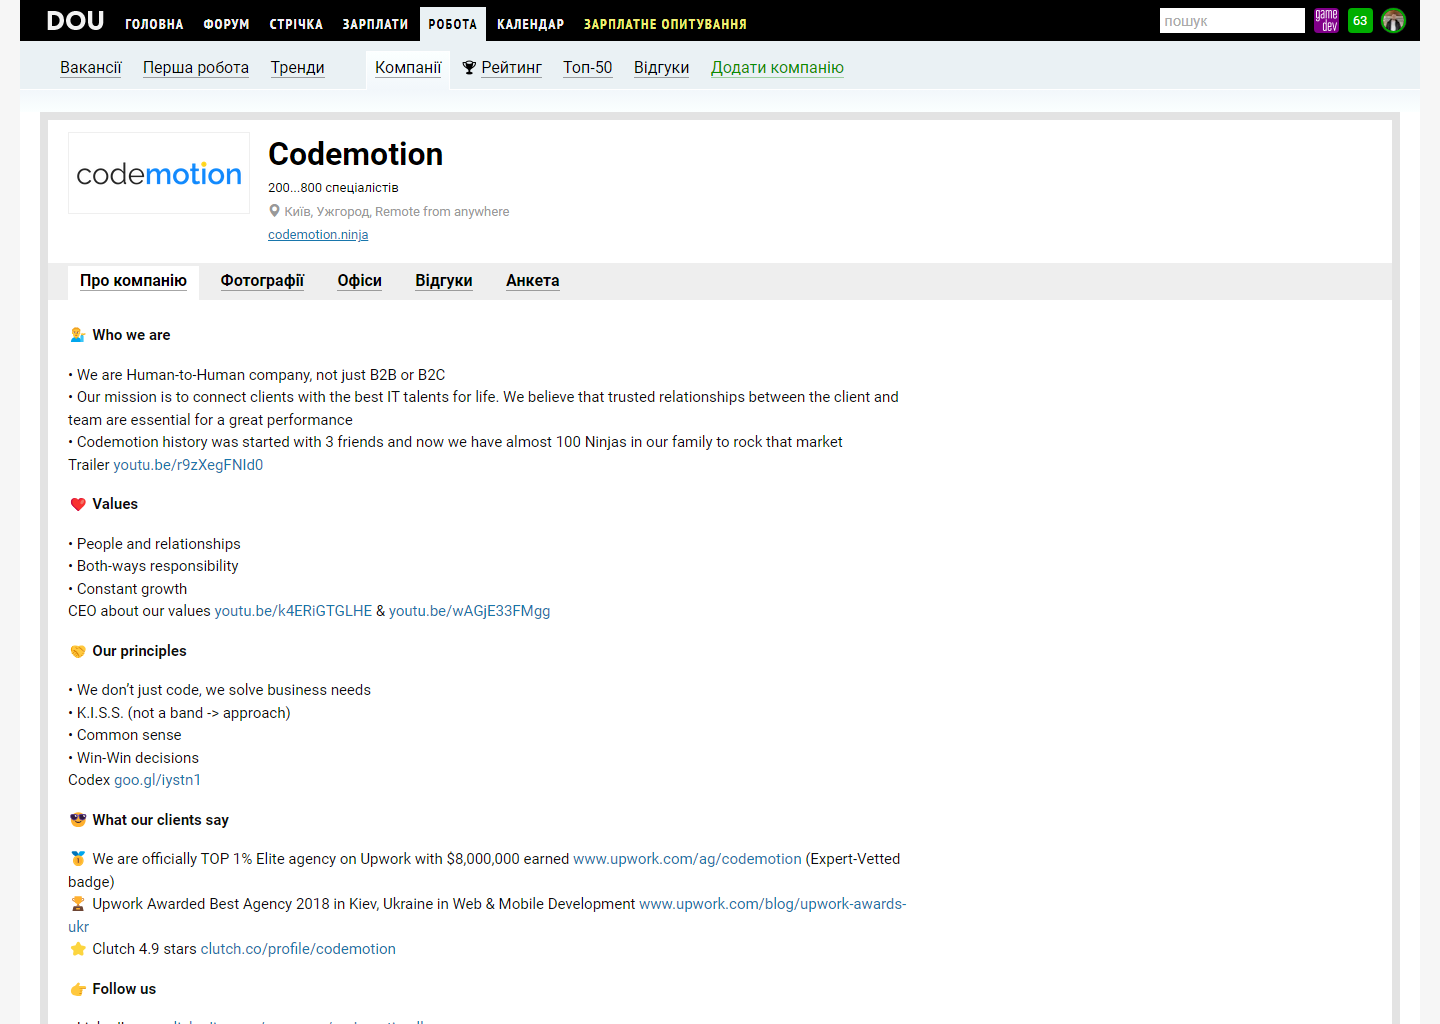 DOU ГОЛОВНА ФОРУМ СТРІЧКА ЗАРПЛАТИ РОБОТА КАЛЕНДАР ЗАРПЛАТНЕ ОПИТУВАННЯ пошук game dev 63
Вакансії Перша робота Тренди Компанії Рейтинг Топ-50 Відгуки Додати компанію
codemotion
Codemotion
200...800 спеціалістів
Київ, Ужгород, Remote from anywhere
codemotion.ninja
Про компанію Фотографії Офіси Відгуки Анкета
Who we are
• We are Human-to-Human company, not just B2B or B2C
• Our mission is to connect clients with the best IT talents for life. We believe that trusted relationships between the client and
team are essential for a great performance
• Codemotion history was started with 3 friends and now we have almost 100 Ninjas in our family to rock that market
Trailer youtu.be/r9zXegFNId0
Values
• People and relationships
• Both-ways responsibility
• Constant growth
CEO about our values youtu.be/k4ERiGTGLHE & youtu.be/wAGjE33FMgg
Our principles
• We don’t just code, we solve business needs
• K.I.S.S. (not a band -> approach)
• Common sense
• Win-Win decisions
Codex goo.gl/iystn1
What our clients say
We are officially TOP 1% Elite agency on Upwork with $8,000,000 earned www.upwork.com/ag/codemotion (Expert-Vetted
badge)
Upwork Awarded Best Agency 2018 in Kiev, Ukraine in Web & Mobile Development www.upwork.com/blog/upwork-awards-
ukr
Clutch 4.9 stars clutch.co/profile/codemotion
Follow us